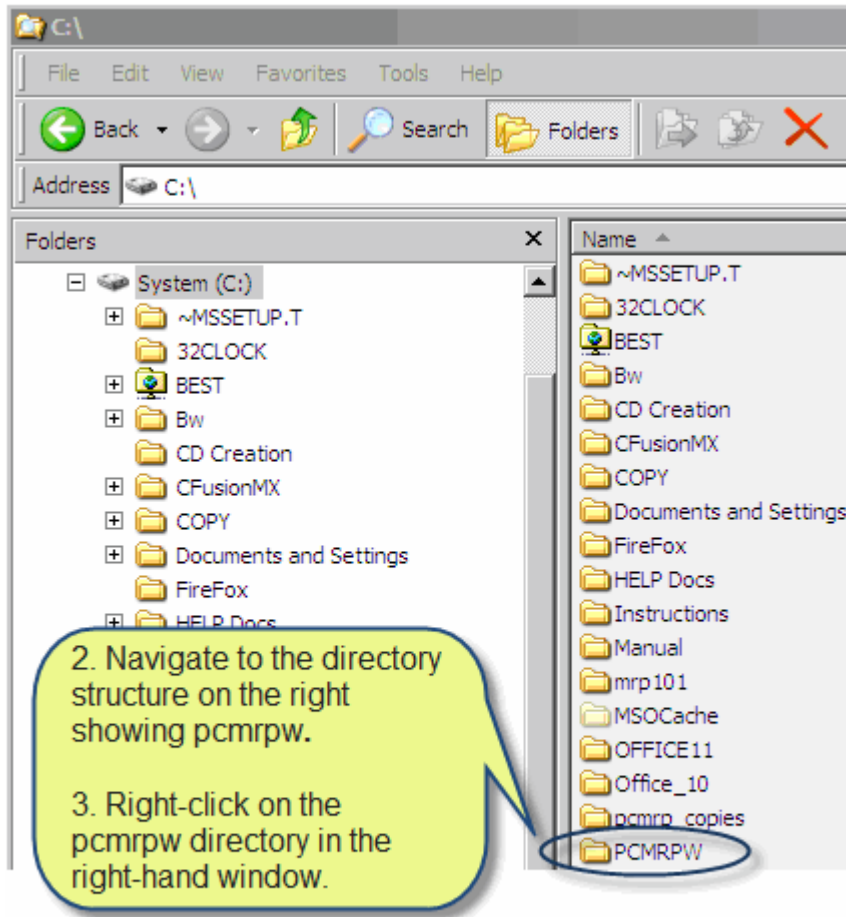 C:\
File Edit View Favorites Tools Help
Back Search Folders
Address C:\
Folders
System (C:)
~MSSETUP.T
32CLOCK
BEST
Bw
CD Creation
CFusionMX
COPY
Documents and Settings
FireFox
HELP Docs
Name
~MSSETUP.T
32CLOCK
BEST
Bw
CD Creation
CFusionMX
COPY
Documents and Settings
FireFox
HELP Docs
Instructions
Manual
mrp101
MSOCache
OFFICE11
Office_10
pcmrp_copies
PCMRPW
2. Navigate to the directory
structure on the right
showing pcmrpw.
3. Right-click on the
pcmrpw directory in the
right-hand window.